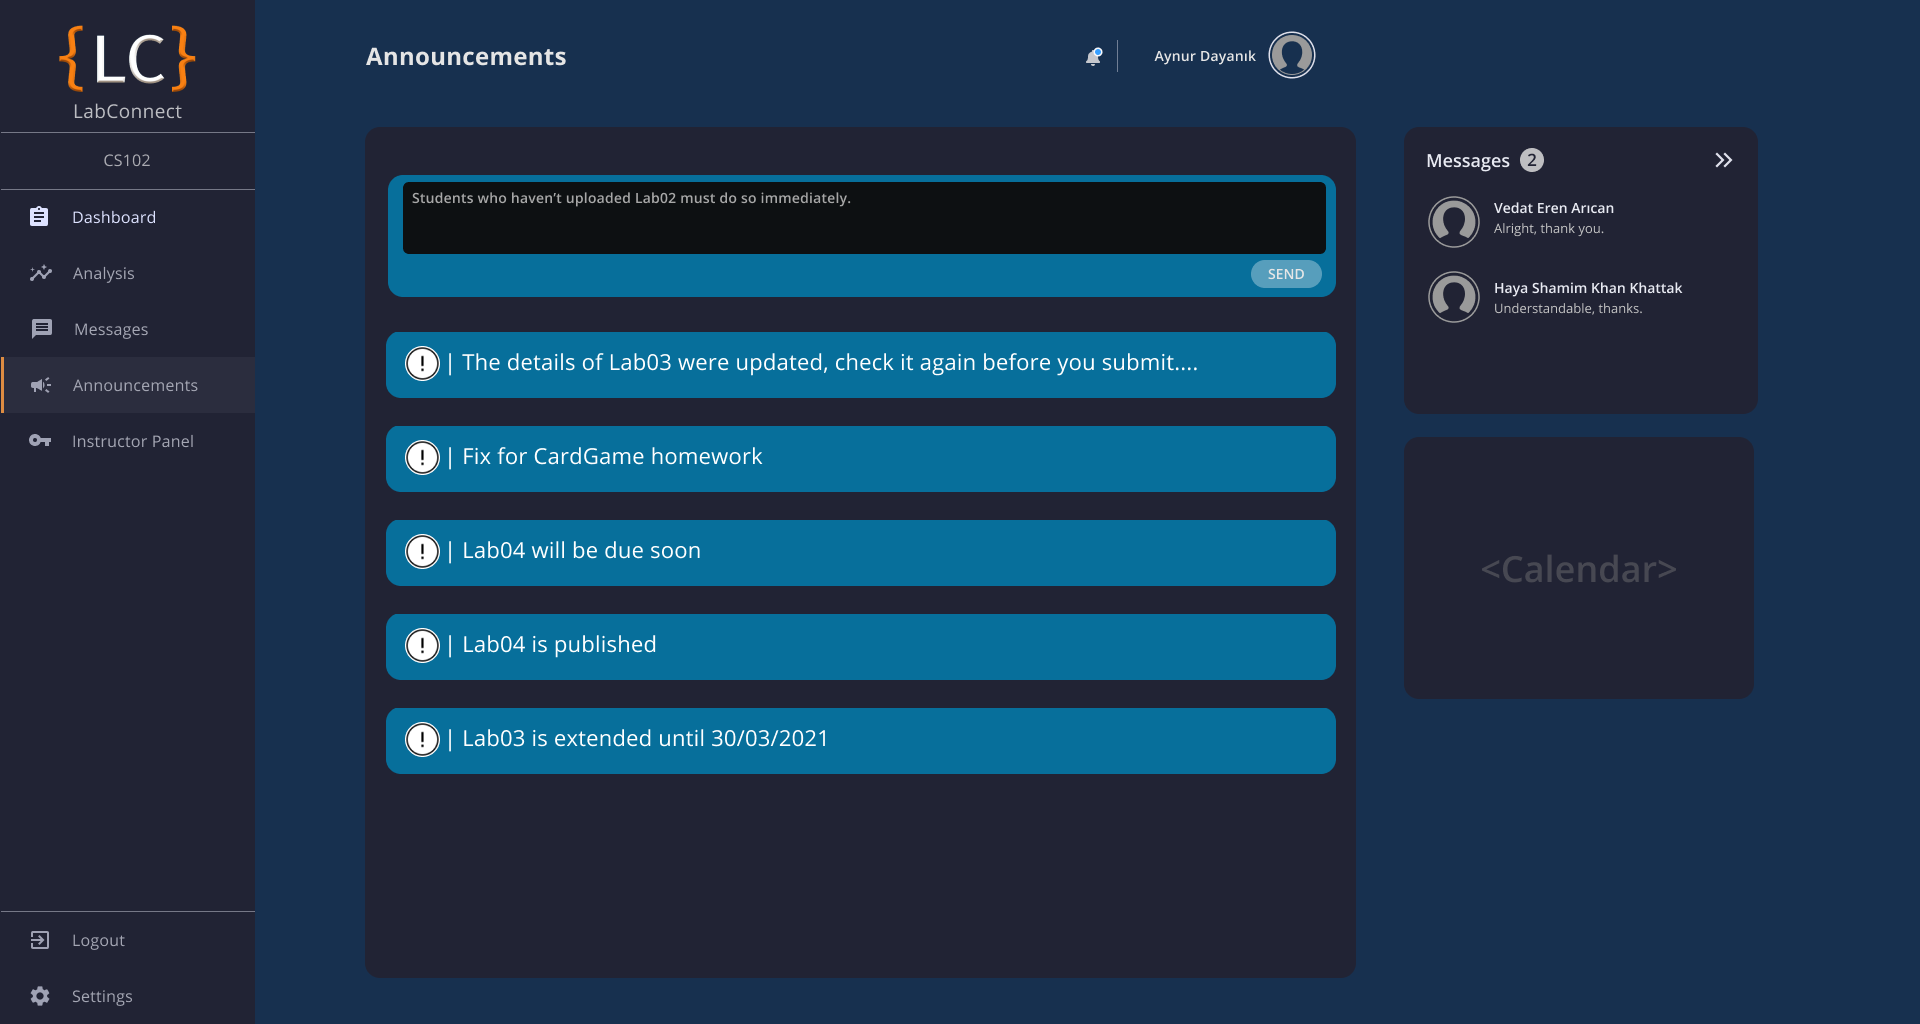 {LC}
LabConnect
CS102
Dashboard
Analysis
Messages
Announcements
Instructor Panel
Logout
Settings
Announcements
Aynur Dayanık
Students who haven’t uploaded Lab02 must do so immediately.
SEND
! | The details of Lab03 were updated, check it again before you submit....
! | Fix for CardGame homework
! | Lab04 will be due soon
! | Lab04 is published
! | Lab03 is extended until 30/03/2021
Messages 2
Vedat Eren Arıcan
Alright, thank you.
Haya Shamim Khan Khattak
Understandable, thanks.
<Calendar>